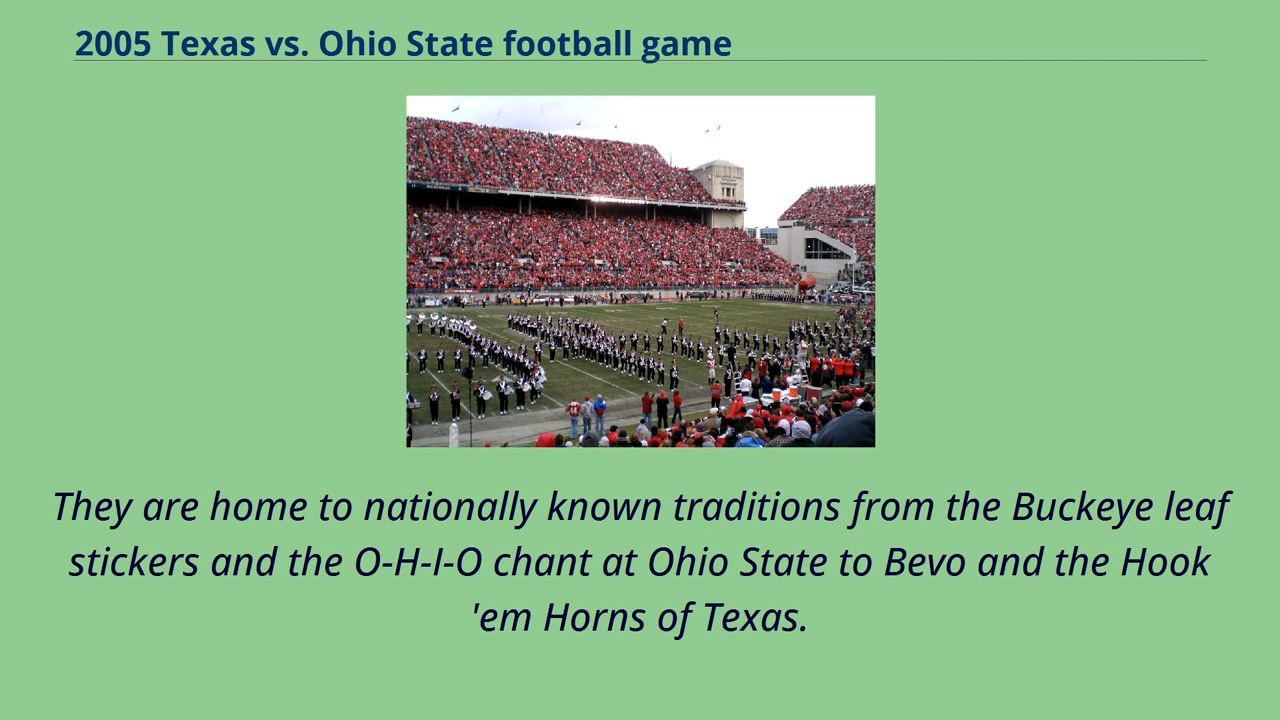 2005 Texas vs. Ohio State football game
They are home to nationally known traditions from the Buckeye leaf
stickers and the O-H-I-O chant at Ohio State to Bevo and the Hook
'em Horns of Texas.